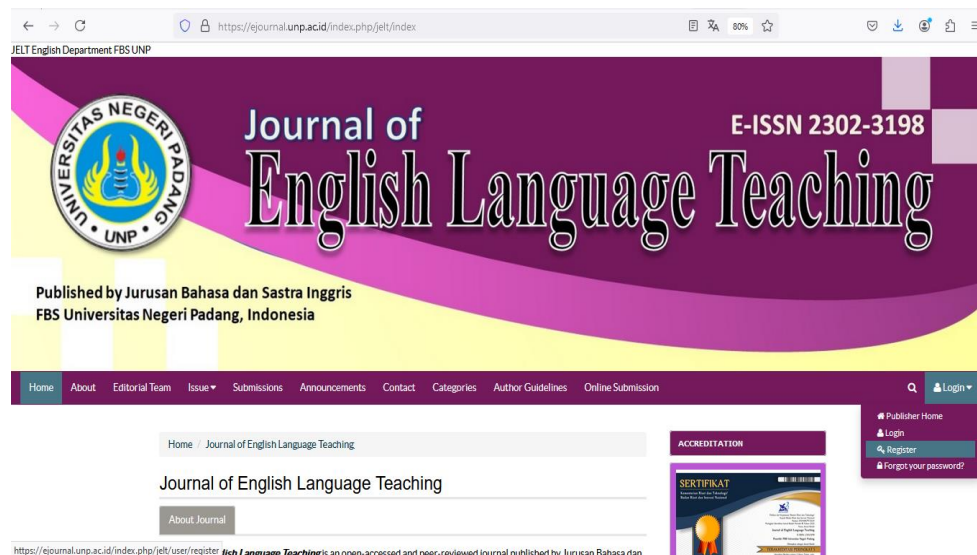 https://ejournal.unp.ac.id/index.php/jelt/index
80%
JELT English Department FBS UNP
UNIVERSITAS NEGERI PADANG
UNP
Journal of
English Language Teaching
E-ISSN 2302-3198
Published by Jurusan Bahasa dan Sastra Inggris
FBS Universitas Negeri Padang, Indonesia
Home About Editorial Team Issue Submissions Announcements Contact Categories Author Guidelines Online Submission Login
Publisher Home
Login
Register
Forgot your password?
Home / Journal of English Language Teaching
ACCREDITATION
Journal of English Language Teaching
SERTIFIKAT
About Journal
https://ejournal.unp.ac.id/index.php/jelt/user/register
lish Language Teaching is an open-accessed and peer-reviewed journal published by Jurusan Bahasa dan